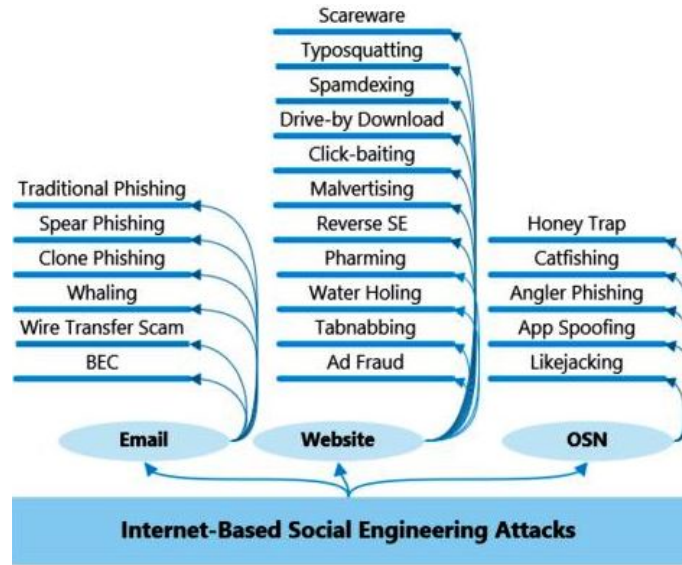 Scareware
Typosquatting
Spamdexing
Drive-by Download
Click-baiting
Malvertising
Reverse SE
Pharming
Water Holing
Tabnabbing
Ad Fraud
Traditional Phishing
Spear Phishing
Clone Phishing
Whaling
Wire Transfer Scam
BEC
Honey Trap
Catfishing
Angler Phishing
App Spoofing
Likejacking
Email
Website
OSN
Internet-Based Social Engineering Attacks